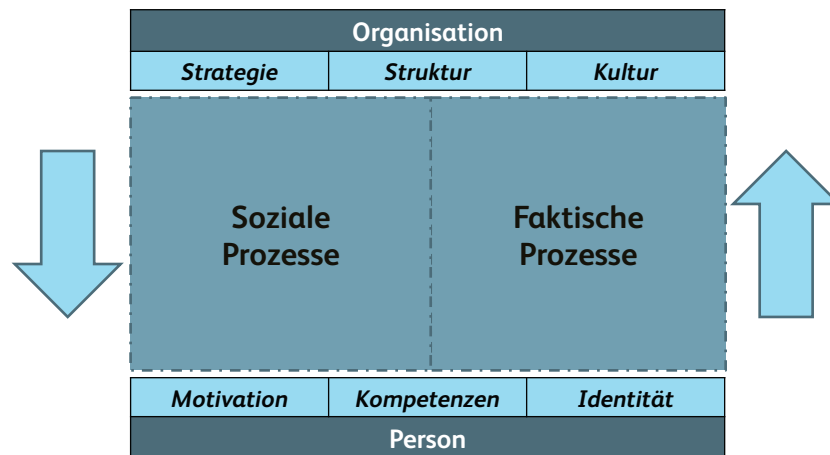 Organisation
Strategie Struktur Kultur
Soziale Faktische
Prozesse Prozesse
Motivation Kompetenzen Identität
Person